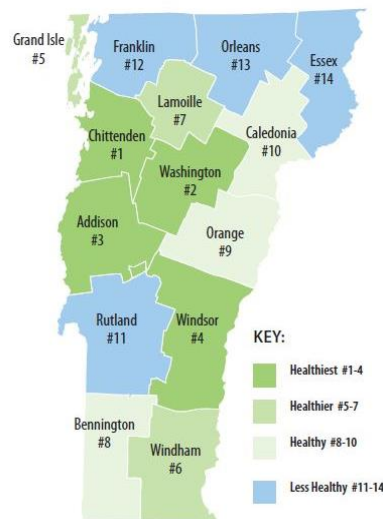 Grand Isle
#5
Franklin
#12
Orleans
#13
Essex
#14
Lamoille
#7
Chittenden
#1
Caledonia
#10
Washington
#2
Addison
#3
Orange
#9
Rutland
#11
Windsor
#4
Bennington
#8
Windham
#6
KEY:
Healthiest #1-4
Healthier #5-7
Healthy #8-10
Less Healthy #11-14